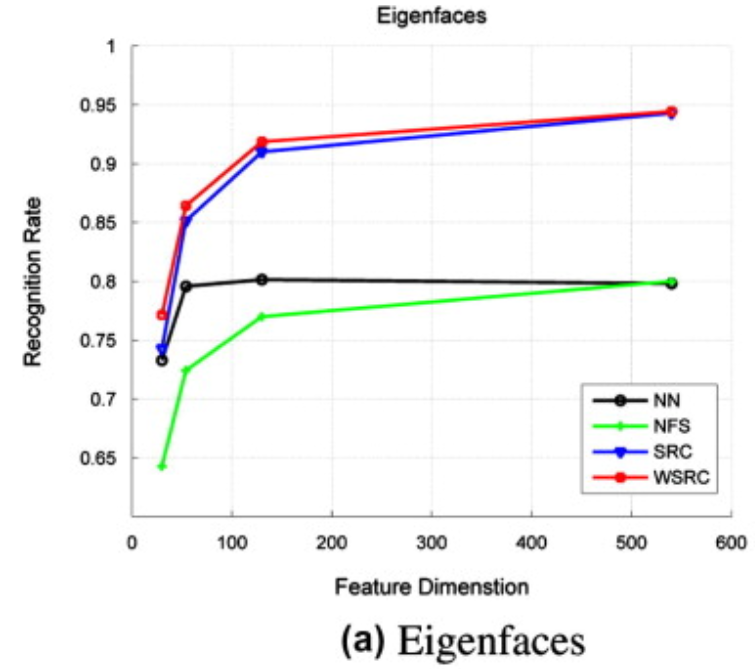 Eigenfaces
1
0.95
0.9
0.85
0.8
0.75
0.7
0.65
Recognition Rate
NN
NFS
SRC
WSRC
0 100 200 300 400 500 600
Feature Dimenstion
(a) Eigenfaces